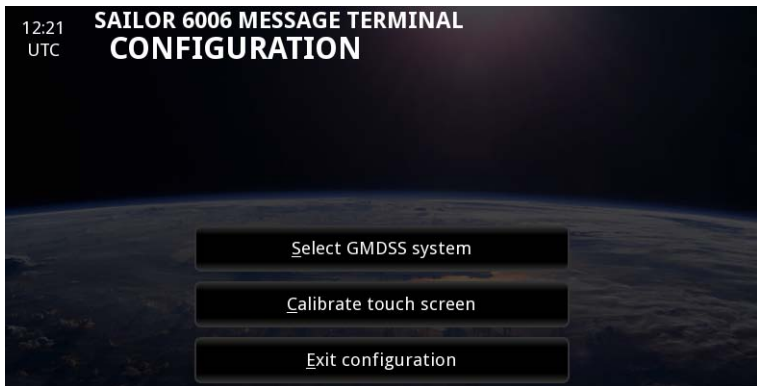 12:21
UTC
SAILOR 6006 MESSAGE TERMINAL
CONFIGURATION
Select GMDSS system
Calibrate touch screen
Exit configuration